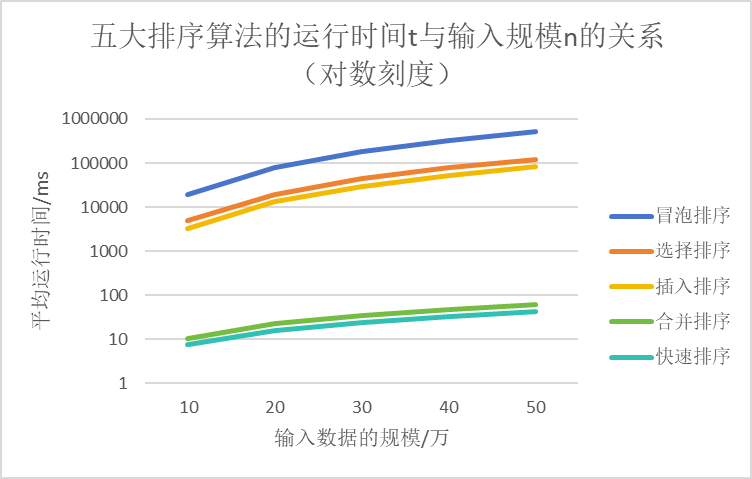 五大排序算法的运行时间t与输入规模n的关系
（对数刻度）
1000000
100000
10000
1000
100
10
1
平均运行时间/ms
10 20 30 40 50
输入数据的规模/万
冒泡排序
选择排序
插入排序
合并排序
快速排序